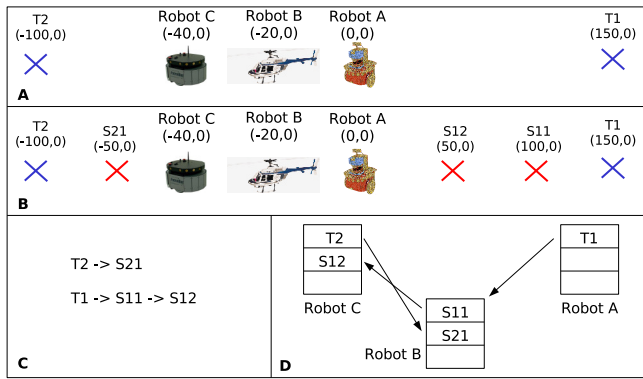 T2
(-100,0)
Robot C
(-40,0)
Robot B
(-20,0)
Robot A
(0,0)
T1
(150,0)
A
T2
(-100,0)
S21
(-50,0)
Robot C
(-40,0)
Robot B
(-20,0)
Robot A
(0,0)
S12
(50,0)
S11
(100,0)
T1
(150,0)
B
T2 -> S21
T1 -> S11 -> S12
C
T2
S12
Robot C
T1
Robot A
S11
S21
Robot B
D